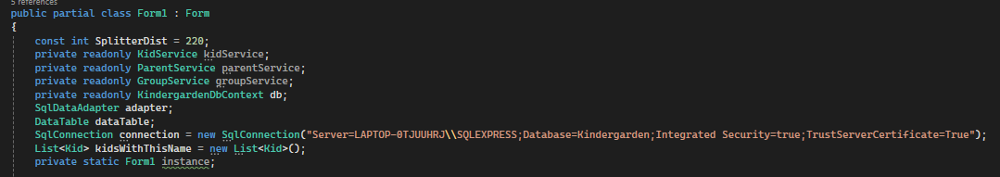 5 references
public partial class Form1 : Form
{
const int SplitterDist = 220;
private readonly KidService kidService;
private readonly ParentService parentService;
private readonly GroupService groupService;
private readonly KindergardenDbContext db;
SqlDataAdapter adapter;
DataTable dataTable;
SqlConnection connection = new SqlConnection("Server=LAPTOP-0TJUUHRJ\\SQLEXPRESS;Database=Kindergarden;Integrated Security=true;TrustServerCertificate=True");
List<Kid> kidsWithThisName = new List<Kid>();
private static Form1 instance;